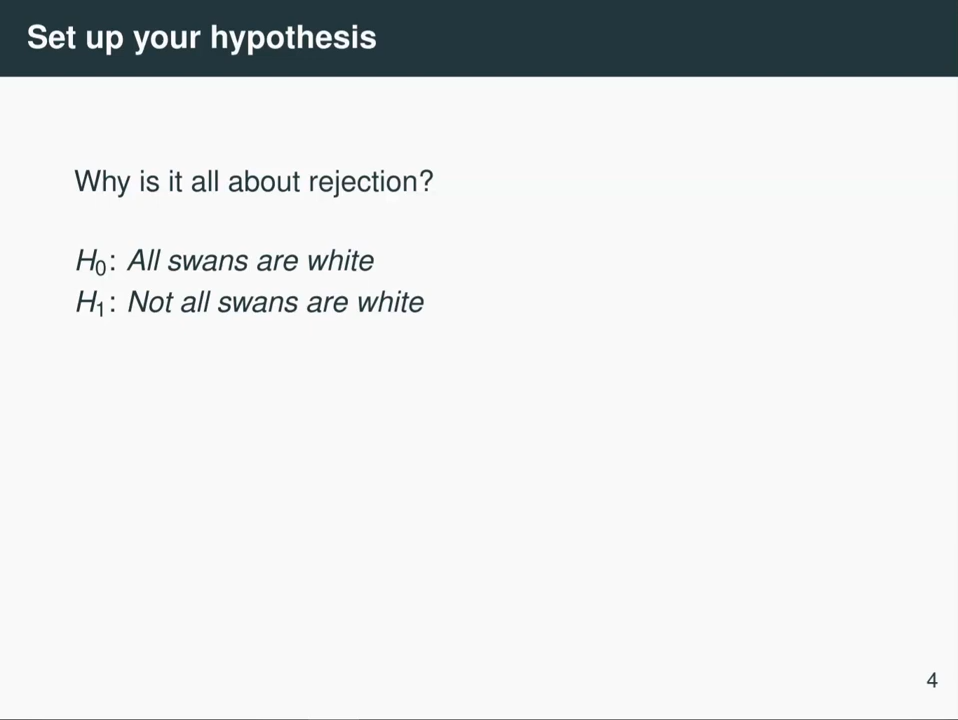 Set up your hypothesis
Why is it all about rejection?
H₀: All swans are white
H₁: Not all swans are white
4